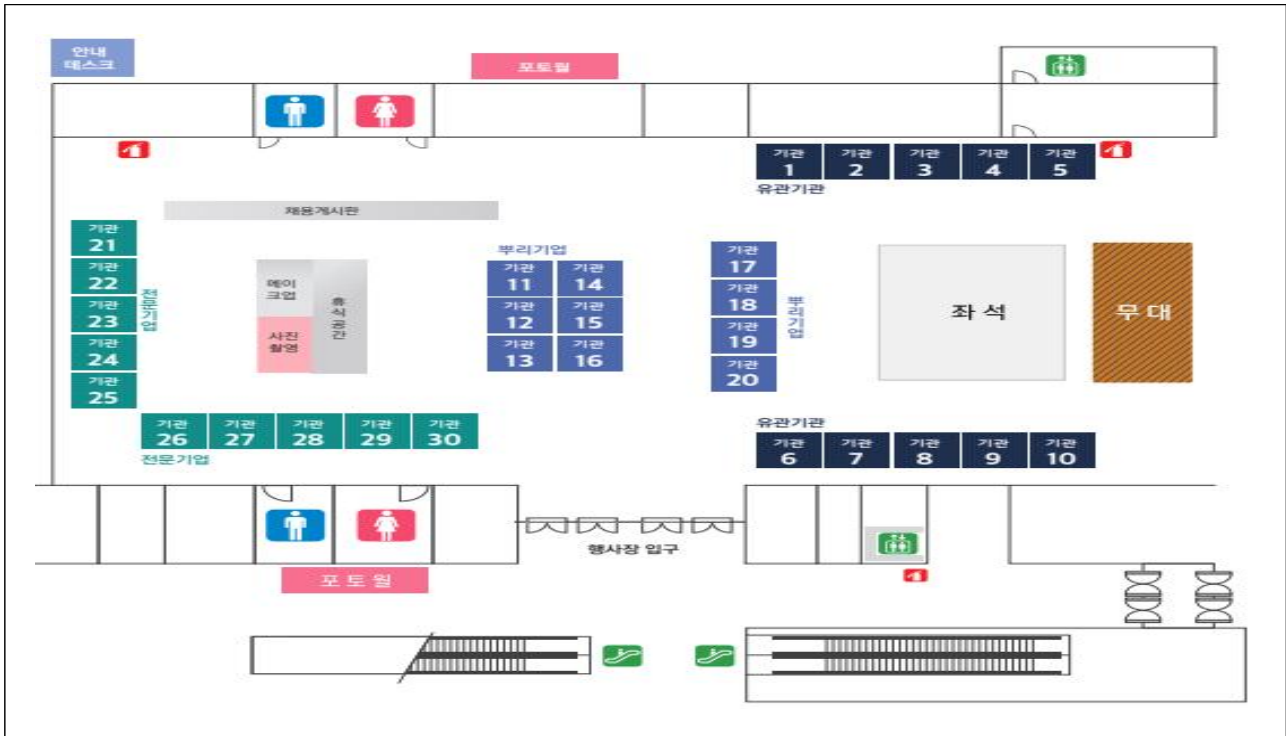 안내
데스크
포토월
기관
1
기관
2
기관
3
기관
4
기관
5
유관기관
채용게시판
기관
21
기관
22
기관
23
기관
24
기관
25
전문기업
메이
크업
사진
촬영
휴식공간
뿌리기업
기관
11
기관
14
기관
12
기관
15
기관
13
기관
16
기관
17
기관
18
기관
19
기관
20
뿌리기업
좌 석
무 대
기관
26
기관
27
기관
28
기관
29
기관
30
전문기업
유관기관
기관
6
기관
7
기관
8
기관
9
기관
10
행사장 입구
포 토 월